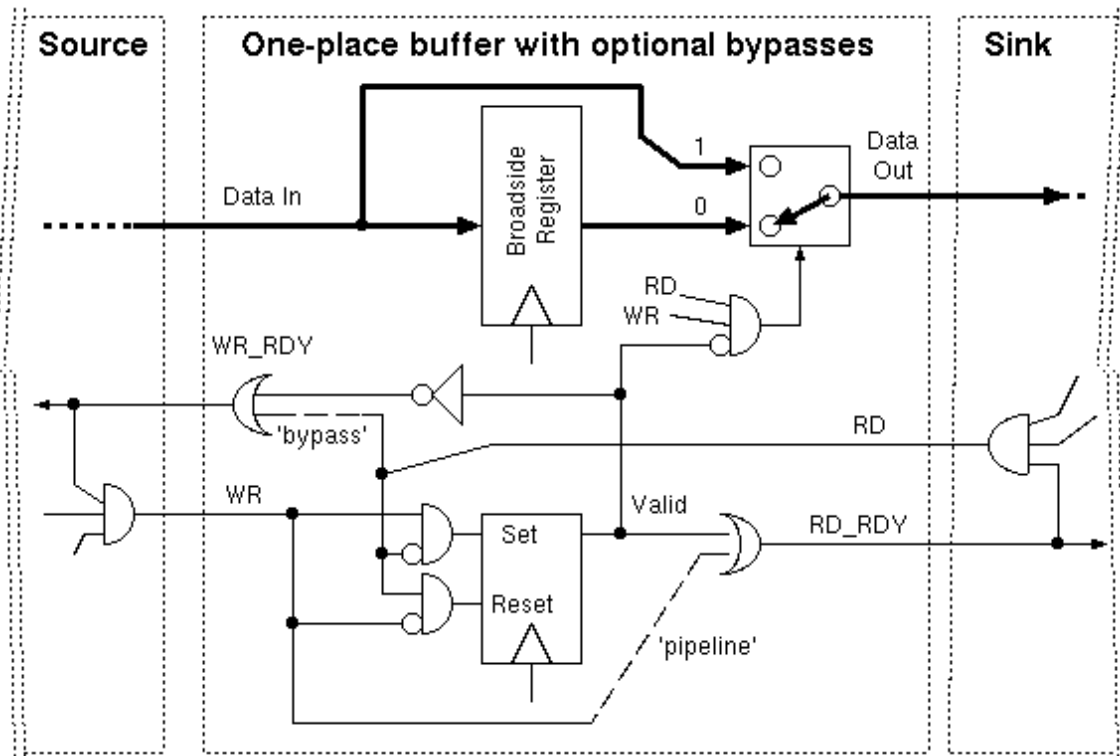 Source
One-place buffer with optional bypasses
Sink
1
Data
Out
Data In
0
Broadside
Register
RD
WR
WR_RDY
'bypass'
RD
WR
Valid
Set
RD_RDY
Reset
'pipeline'